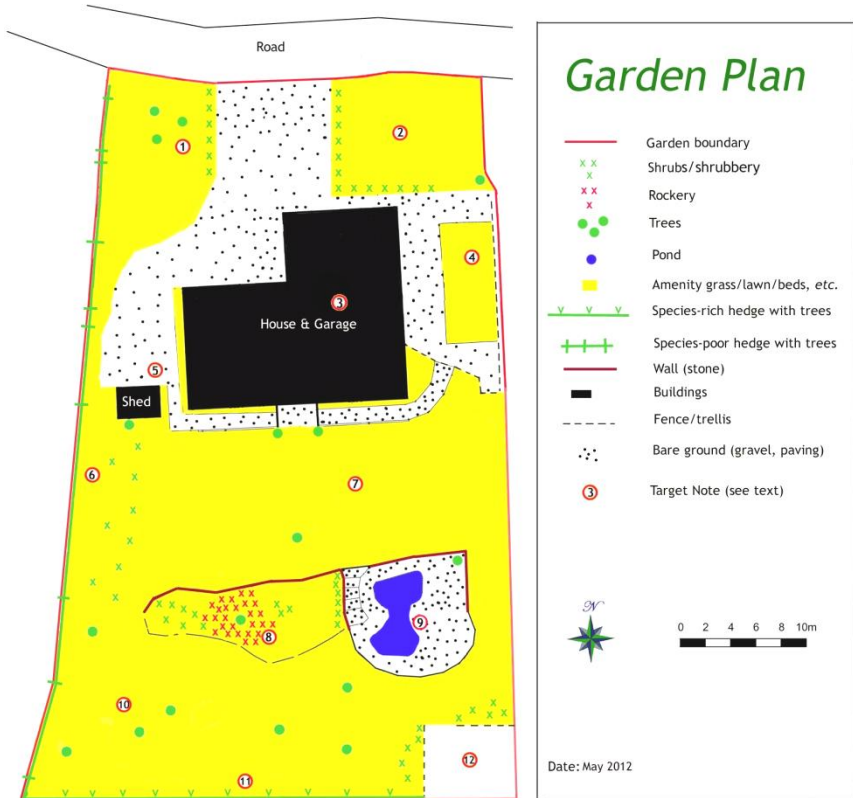 Road
Garden Plan
Garden boundary
Shrubs/shrubbery
Rockery
Trees
Pond
Amenity grass/lawn/beds, etc.
Species-rich hedge with trees
Species-poor hedge with trees
Wall (stone)
Buildings
Fence/trellis
Bare ground (gravel, paving)
3 Target Note (see text)
1
2
4
3
House & Garage
5
Shed
6
7
8
9
N
0 2 4 6 8 10m
10
11
12
Date: May 2012